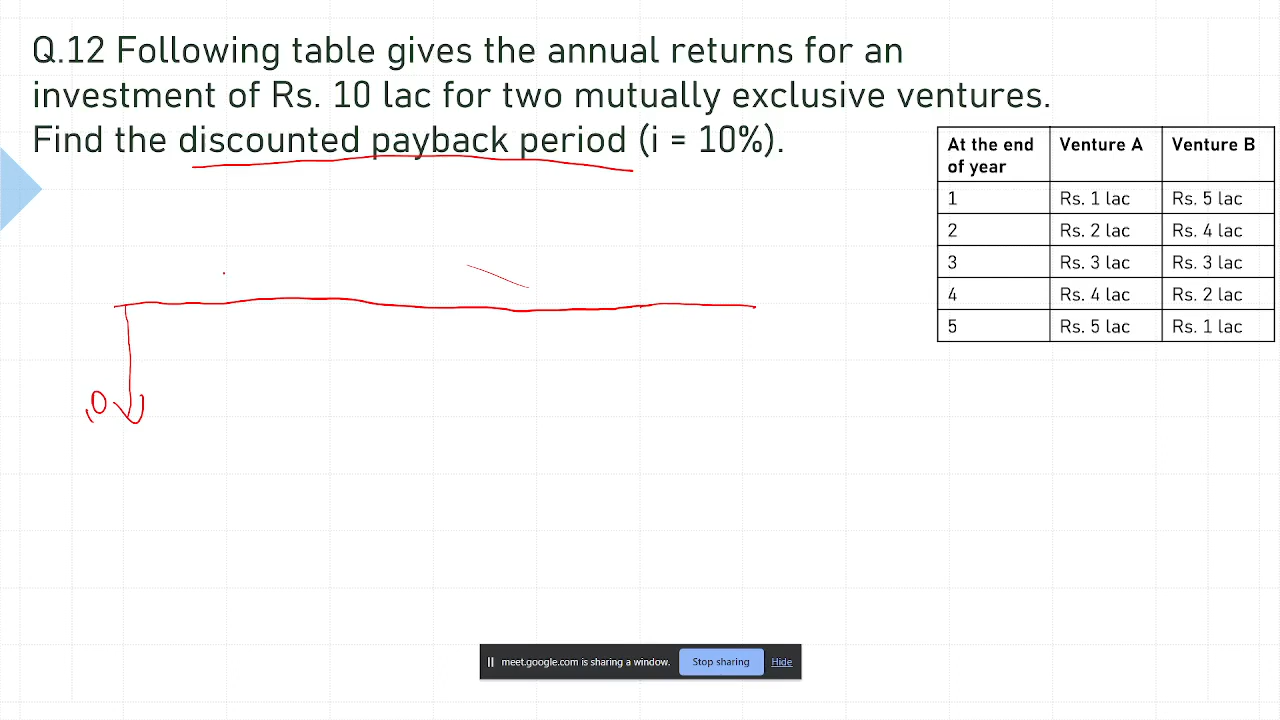 Q.12 Following table gives the annual returns for an
investment of Rs. 10 lac for two mutually exclusive ventures.
Find the discounted payback period (i = 10%).
At the end of year Venture A Venture B
1 Rs. 1 lac Rs. 5 lac
2 Rs. 2 lac Rs. 4 lac
3 Rs. 3 lac Rs. 3 lac
4 Rs. 4 lac Rs. 2 lac
5 Rs. 5 lac Rs. 1 lac
10
meet.google.com is sharing a window. Stop sharing Hide